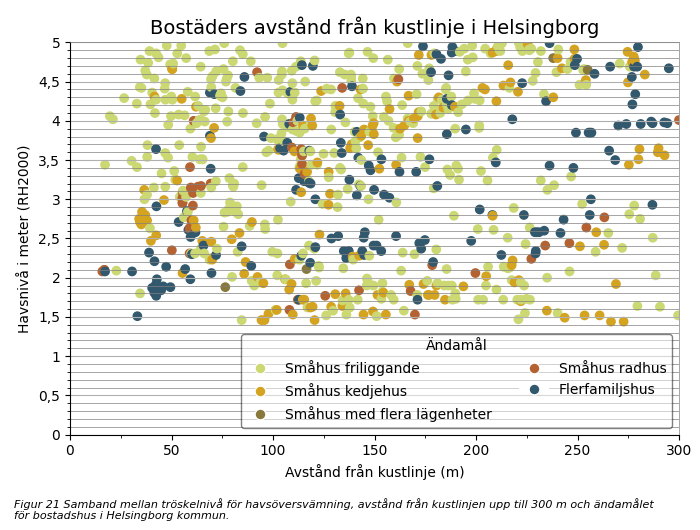 Bostäders avstånd från kustlinje i Helsingborg
Havsnivå i meter (RH2000)
5
4,5
4
3,5
3
2,5
2
1,5
1
0,5
0
0
50
100
150
200
250
300
Avstånd från kustlinje (m)
Ändamål
Småhus friliggande
Småhus kedjehus
Småhus med flera lägenheter
Småhus radhus
Flerfamiljshus
Figur 21 Samband mellan tröskelnivå för havsöversvämning, avstånd från kustlinjen upp till 300 m och ändamålet
för bostadshus i Helsingborg kommun.